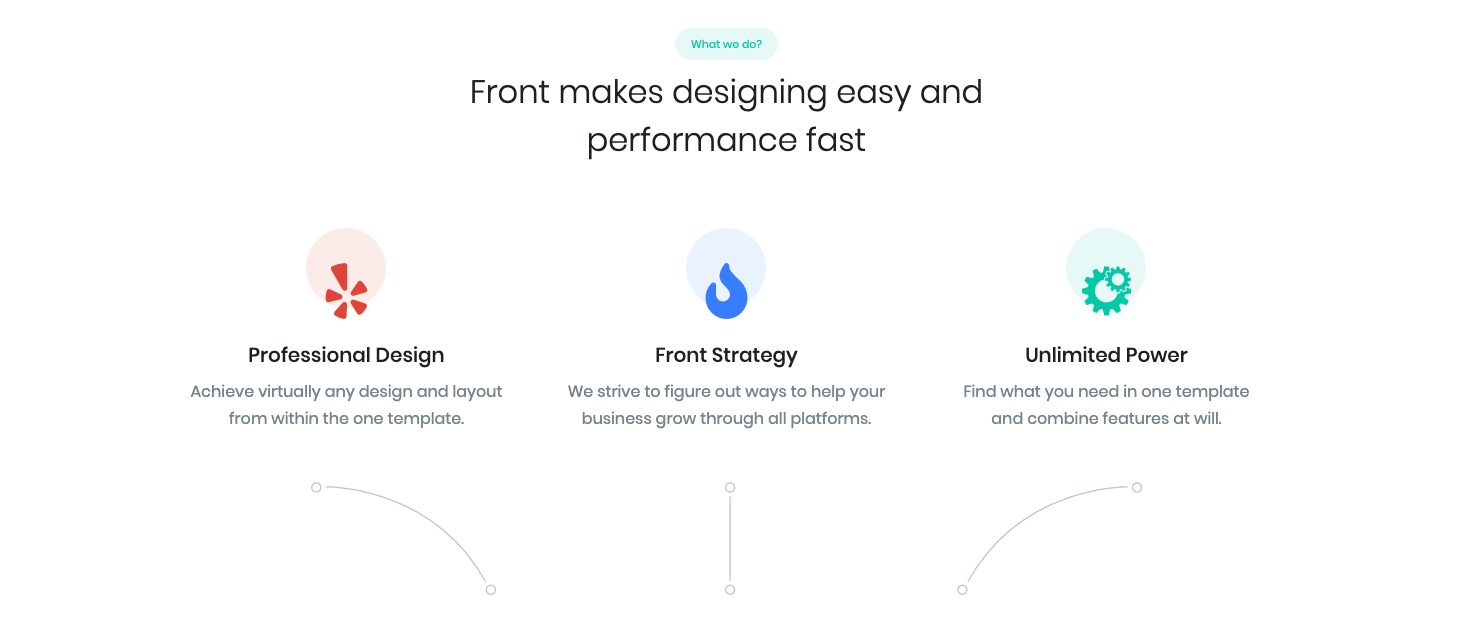 What we do?
Front makes designing easy and
performance fast
Professional Design
Achieve virtually any design and layout
from within the one template.
Front Strategy
We strive to figure out ways to help your
business grow through all platforms.
Unlimited Power
Find what you need in one template
and combine features at will.